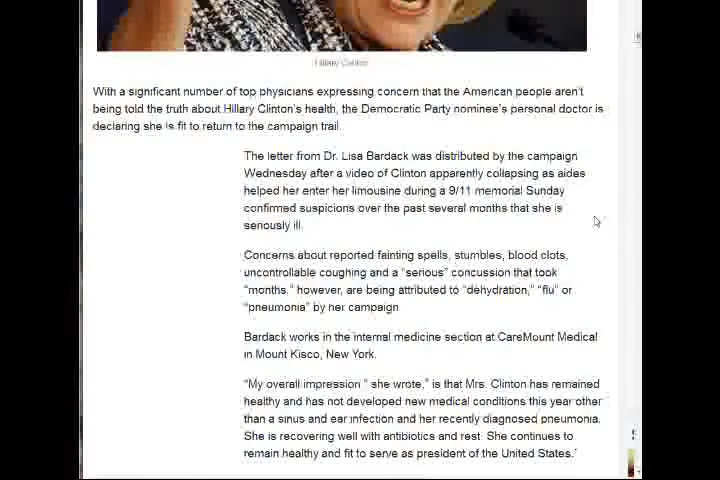 Hillary Clinton
With a significant number of top physicians expressing concern that the American people aren't
being told the truth about Hillary Clinton's health, the Democratic Party nominee's personal doctor is
declaring she is fit to return to the campaign trail.
The letter from Dr. Lisa Bardack was distributed by the campaign
Wednesday after a video of Clinton apparently collapsing as aides
helped her enter her limousine during a 9/11 memorial Sunday
confirmed suspicions over the past several months that she is
seriously ill.
Concerns about reported fainting spells, stumbles, blood clots,
uncontrollable coughing and a "serious" concussion that took
"months," however, are being attributed to "dehydration," "flu" or
"pneumonia" by her campaign.
Bardack works in the internal medicine section at CareMount Medical
in Mount Kisco, New York.
"My overall impression," she wrote," is that Mrs. Clinton has remained
healthy and has not developed new medical conditions this year other
than a sinus and ear infection and her recently diagnosed pneumonia.
She is recovering well with antibiotics and rest. She continues to
remain healthy and fit to serve as president of the United States."